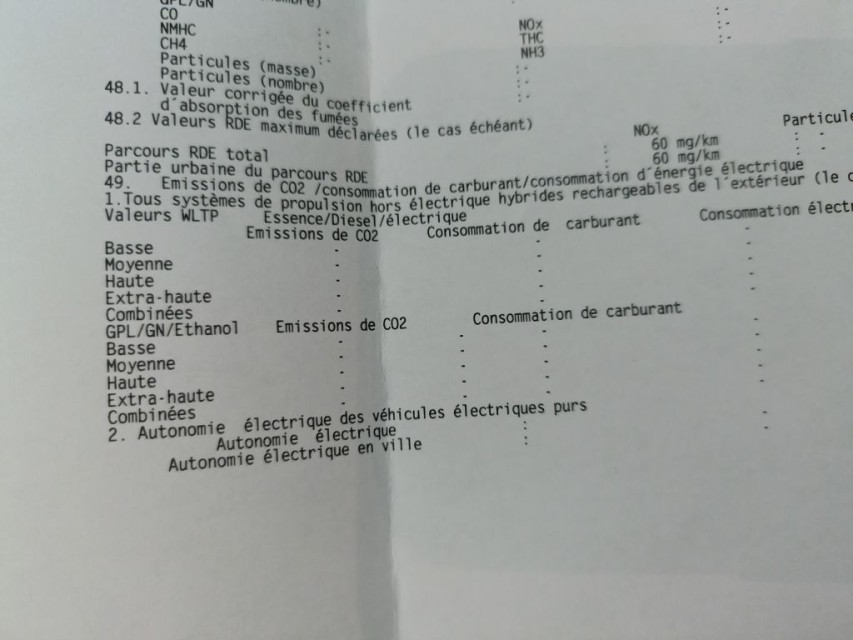 GPL/GN
CO :- NOx :-
NMHC :- THC :-
CH4 :- NH3
Particules (masse) :-
Particules (nombre) :-
48.1. Valeur corrigée du coefficient :-
d'absorption des fumées
48.2 Valeurs RDE maximum déclarées (le cas échéant)
NOx
Parcours RDE total : 60 mg/km : -
Partie urbaine du parcours RDE : 60 mg/km : -
49. Emissions de CO2 /consommation de carburant/consommation d'énergie électrique
1.Tous systèmes de propulsion hors électrique hybrides rechargeables de l'extérieur (le
Valeurs WLTP Essence/Diesel/électrique
Emissions de CO2 Consommation de carburant Consommation
Basse - - -
Moyenne - - -
Haute - - -
Extra-haute - - -
Combinées - - -
GPL/GN/Ethanol Emissions de CO2 Consommation de carburant
Basse - - - -
Moyenne - - - -
Haute - - - -
Extra-haute - - - -
Combinées - - - -
2. Autonomie électrique des véhicules électriques purs
Autonomie électrique : -
Autonomie électrique en ville : -